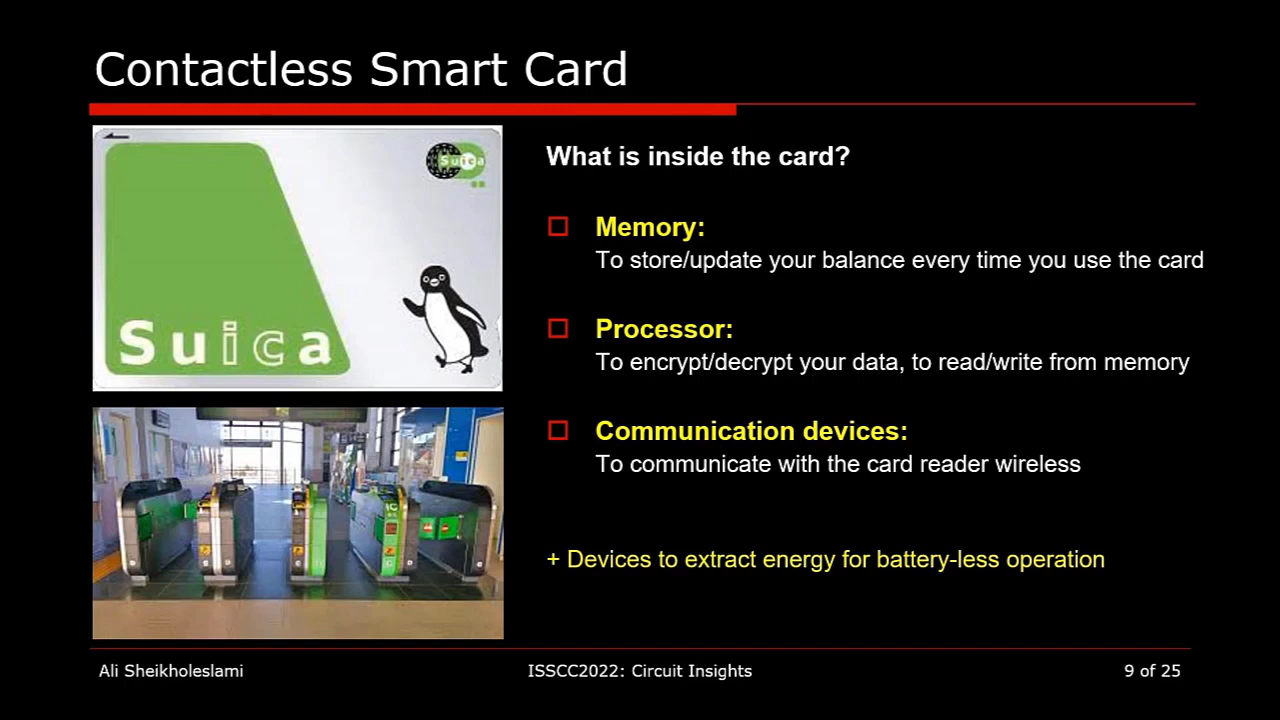 Contactless Smart Card
Suica
Suica
What is inside the card?
Memory:
To store/update your balance every time you use the card
Processor:
To encrypt/decrypt your data, to read/write from memory
Communication devices:
To communicate with the card reader wireless
+ Devices to extract energy for battery-less operation
IC
Ali Sheikholeslami
ISSCC2022: Circuit Insights
9 of 25